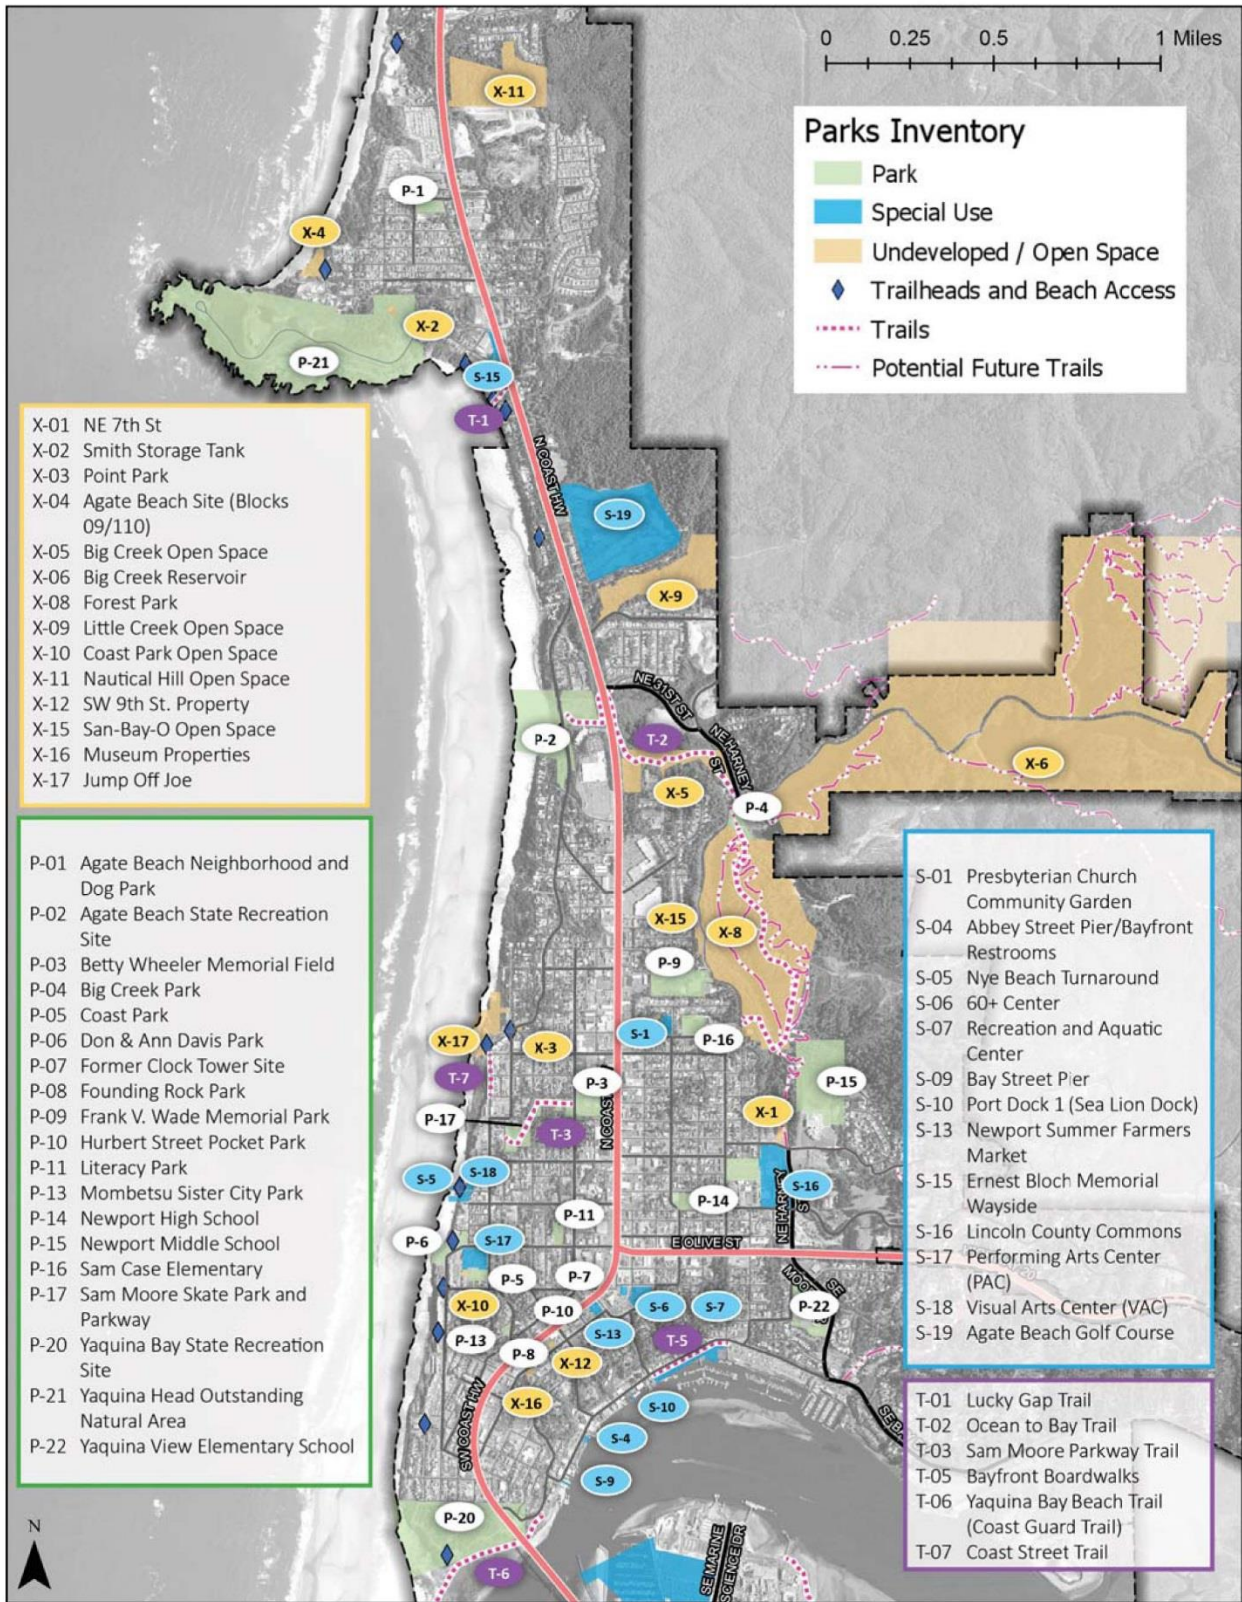 0 0.25 0.5 1 Miles
Parks Inventory
Park
Special Use
Undeveloped / Open Space
Trailheads and Beach Access
Trails
Potential Future Trails
X-11
P-1
X-4
X-2
P-21
S-15
T-1
N COAST HW
S-19
X-9
NE 31ST ST
NE HARNEY
ST
P-2
T-2
X-5
P-4
X-6
X-15
X-8
P-9
S-1
P-16
X-17
X-3
T-7
P-3
P-15
N COAST
P-17
T-3
X-1
S-5
S-18
S-16
NE HARNEY
S
P-14
P-11
P-6
S-17
E OLIVE ST
P-5
P-7
SE
MOO
X-10
P-10
S-6
S-7
P-22
P-13
S-13
T-5
P-8
X-12
X-16
S-10
SW COAST HW
S-4
SE B
S-9
P-20
T-6
SE MARINE
SCIENCE DR
N
X-01 NE 7th St
X-02 Smith Storage Tank
X-03 Point Park
X-04 Agate Beach Site (Blocks
09/110)
X-05 Big Creek Open Space
X-06 Big Creek Reservoir
X-08 Forest Park
X-09 Little Creek Open Space
X-10 Coast Park Open Space
X-11 Nautical Hill Open Space
X-12 SW 9th St. Property
X-15 San-Bay-O Open Space
X-16 Museum Properties
X-17 Jump Off Joe
P-01 Agate Beach Neighborhood and
Dog Park
P-02 Agate Beach State Recreation
Site
P-03 Betty Wheeler Memorial Field
P-04 Big Creek Park
P-05 Coast Park
P-06 Don & Ann Davis Park
P-07 Former Clock Tower Site
P-08 Founding Rock Park
P-09 Frank V. Wade Memorial Park
P-10 Hurbert Street Pocket Park
P-11 Literacy Park
P-13 Mombetsu Sister City Park
P-14 Newport High School
P-15 Newport Middle School
P-16 Sam Case Elementary
P-17 Sam Moore Skate Park and
Parkway
P-20 Yaquina Bay State Recreation
Site
P-21 Yaquina Head Outstanding
Natural Area
P-22 Yaquina View Elementary School
S-01 Presbyterian Church
Community Garden
S-04 Abbey Street Pier/Bayfront
Restrooms
S-05 Nye Beach Turnaround
S-06 60+ Center
S-07 Recreation and Aquatic
Center
S-09 Bay Street Pier
S-10 Port Dock 1 (Sea Lion Dock)
S-13 Newport Summer Farmers
Market
S-15 Ernest Bloch Memorial
Wayside
S-16 Lincoln County Commons
S-17 Performing Arts Center
(PAC)
S-18 Visual Arts Center (VAC)
S-19 Agate Beach Golf Course
T-01 Lucky Gap Trail
T-02 Ocean to Bay Trail
T-03 Sam Moore Parkway Trail
T-05 Bayfront Boardwalks
T-06 Yaquina Bay Beach Trail
(Coast Guard Trail)
T-07 Coast Street Trail